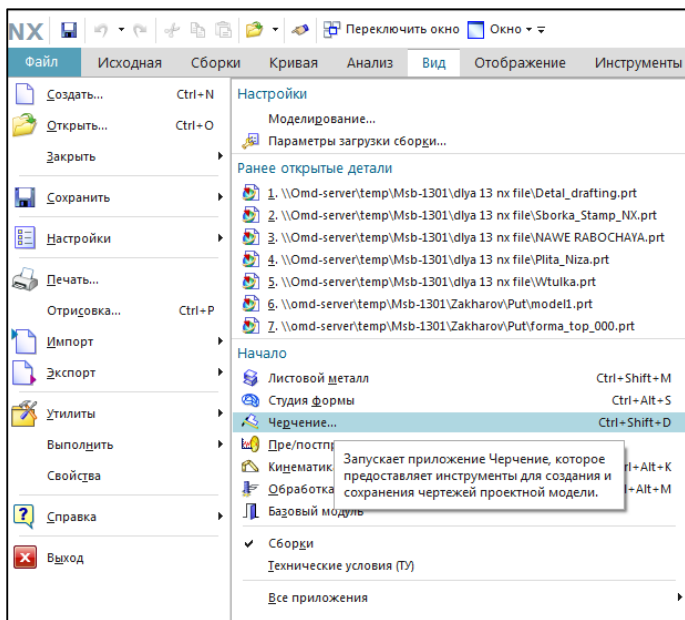 NX Переключить окно Окно
Файл Исходная Сборки Кривая Анализ Вид Отображение Инструменты
Создать... Ctrl+N
Открыть... Ctrl+O
Закрыть
Сохранить
Настройки
Печать...
Отрисовка... Ctrl+P
Импорт
Экспорт
Утилиты
Выполнить
Свойства
Справка
Выход
Настройки
Моделирование...
Параметры загрузки сборки...
Ранее открытые детали
1. \\Omd-server\temp\Msb-1301\dlya 13 nx file\Detal_drafting.prt
2. \\Omd-server\temp\Msb-1301\dlya 13 nx file\Sborka_Stamp_NX.prt
3. \\Omd-server\temp\Msb-1301\dlya 13 nx file\NAWE RABOCHAYA.prt
4. \\Omd-server\temp\Msb-1301\dlya 13 nx file\Plita_Niza.prt
5. \\Omd-server\temp\Msb-1301\dlya 13 nx file\Wtulka.prt
6. \\omd-server\temp\Msb-1301\Zakharov\Put\model1.prt
7. \\omd-server\temp\Msb-1301\Zakharov\Put\forma_top_000.prt
Начало
Листовой металл Ctrl+Shift+M
Студия формы Ctrl+Alt+S
Черчение... Ctrl+Shift+D
Пре/постпр
Кинематик rl+Alt+K
Обработка l+Alt+M
Базовый модуль
Запускает приложение Черчение, которое
предоставляет инструменты для создания и
сохранения чертежей проектной модели.
Сборки
Технические условия (ТУ)
Все приложения